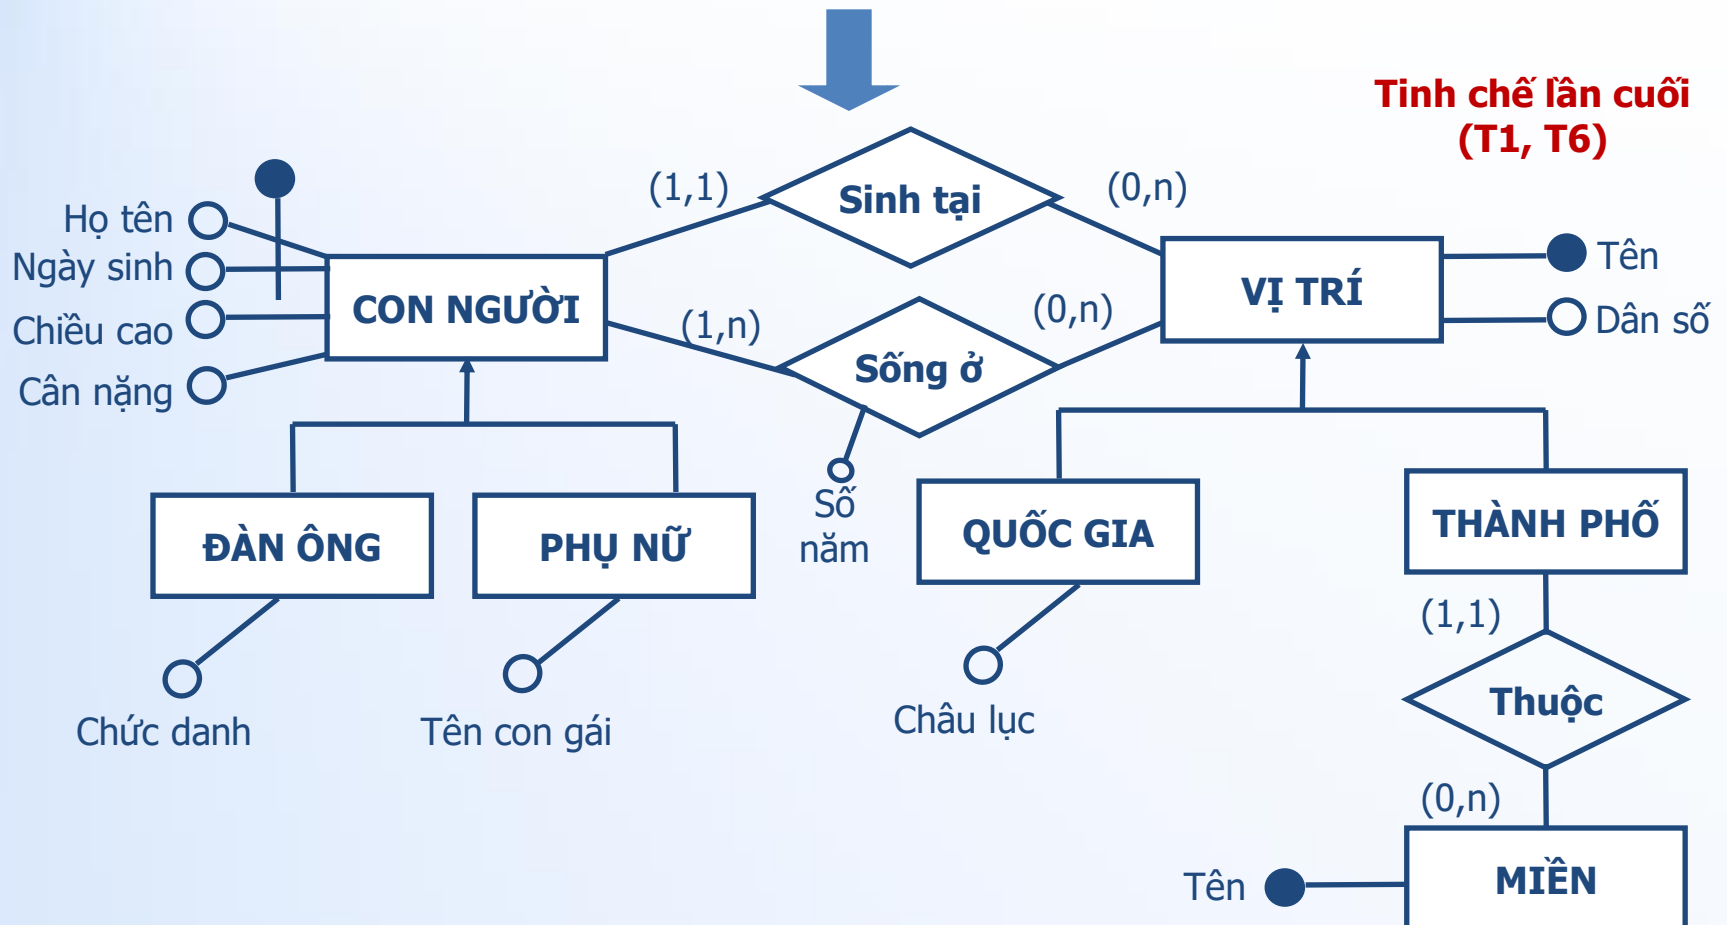 Tinh chế lần cuối
(T1, T6)
(1,1)
Sinh tại
(0,n)
Họ tên
Ngày sinh
Chiều cao
Cân nặng
CON NGƯỜI
VỊ TRÍ
Tên
Dân số
(1,n)
(0,n)
Sống ở
Số
năm
ĐÀN ÔNG
PHỤ NỮ
QUỐC GIA
THÀNH PHỐ
(1,1)
Thuộc
Chức danh
Tên con gái
Châu lục
(0,n)
Tên
MIỀN